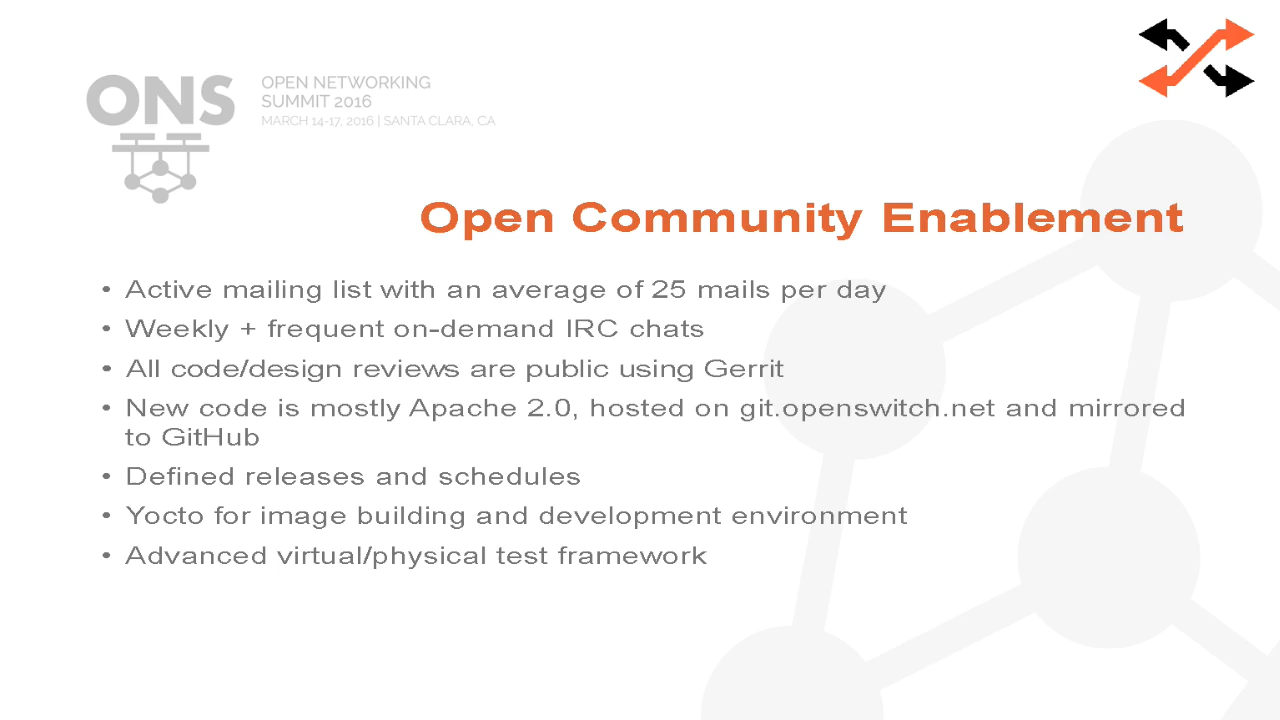 ONS
OPEN NETWORKING
SUMMIT 2016
MARCH 14-17, 2016 | SANTA CLARA, CA
Open Community Enablement
• Active mailing list with an average of 25 mails per day
• Weekly + frequent on-demand IRC chats
• All code/design reviews are public using Gerrit
• New code is mostly Apache 2.0, hosted on git.openswitch.net and mirrored
to GitHub
• Defined releases and schedules
• Yocto for image building and development environment
• Advanced virtual/physical test framework